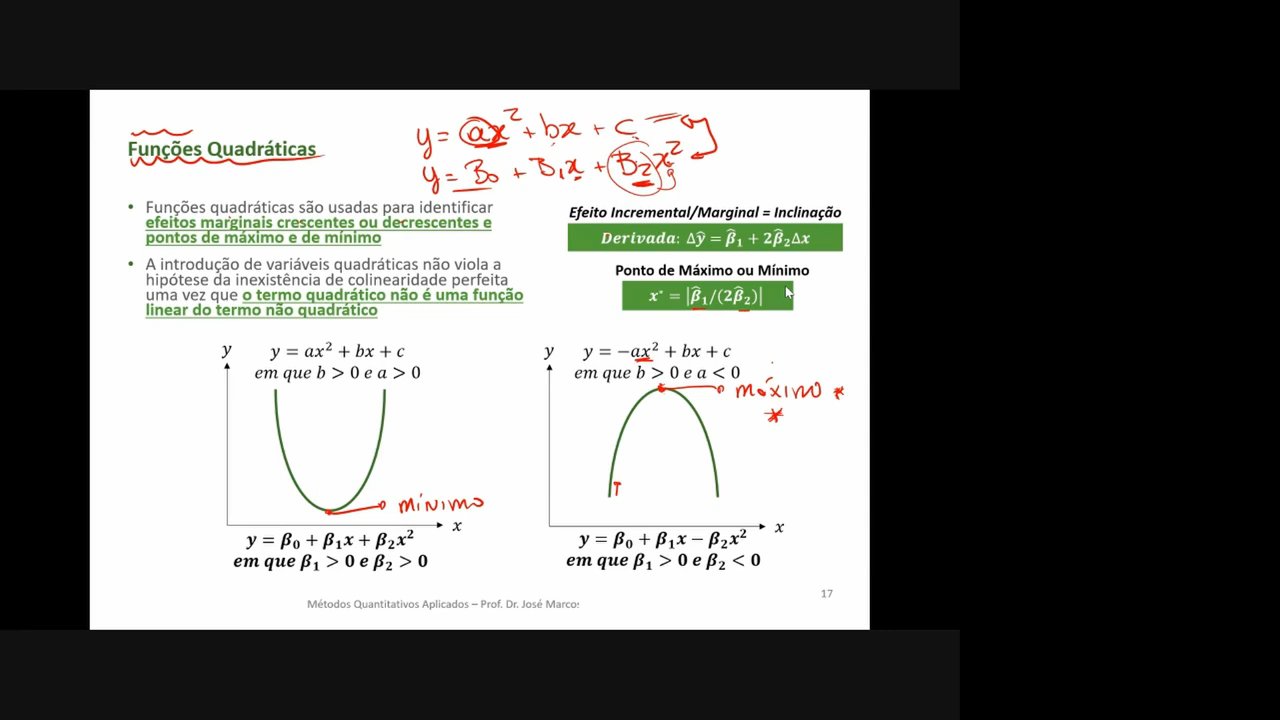 y = ax² + bx + c
y = B₀ + B₁x + B₂x²
Funções Quadráticas
• Funções quadráticas são usadas para identificar
efeitos marginais crescentes ou decrescentes e
pontos de máximo e de mínimo
• A introdução de variáveis quadráticas não viola a
hipótese da inexistência de colinearidade perfeita
uma vez que o termo quadrático não é uma função
linear do termo não quadrático
Efeito Incremental/Marginal = Inclinação
Derivada: Δŷ = β̂₁ + 2β̂₂Δx
Ponto de Máximo ou Mínimo
x* = |β̂₁/(2β̂₂)|
y
y = ax² + bx + c
em que b > 0 e a > 0
MÍNIMO
x
y = β₀ + β₁x + β₂x²
em que β₁ > 0 e β₂ > 0
y
y = −ax² + bx + c
em que b > 0 e a < 0
MÁXIMO *
*
x
y = β₀ + β₁x − β₂x²
em que β₁ > 0 e β₂ < 0
Métodos Quantitativos Aplicados – Prof. Dr. José Marcos
17